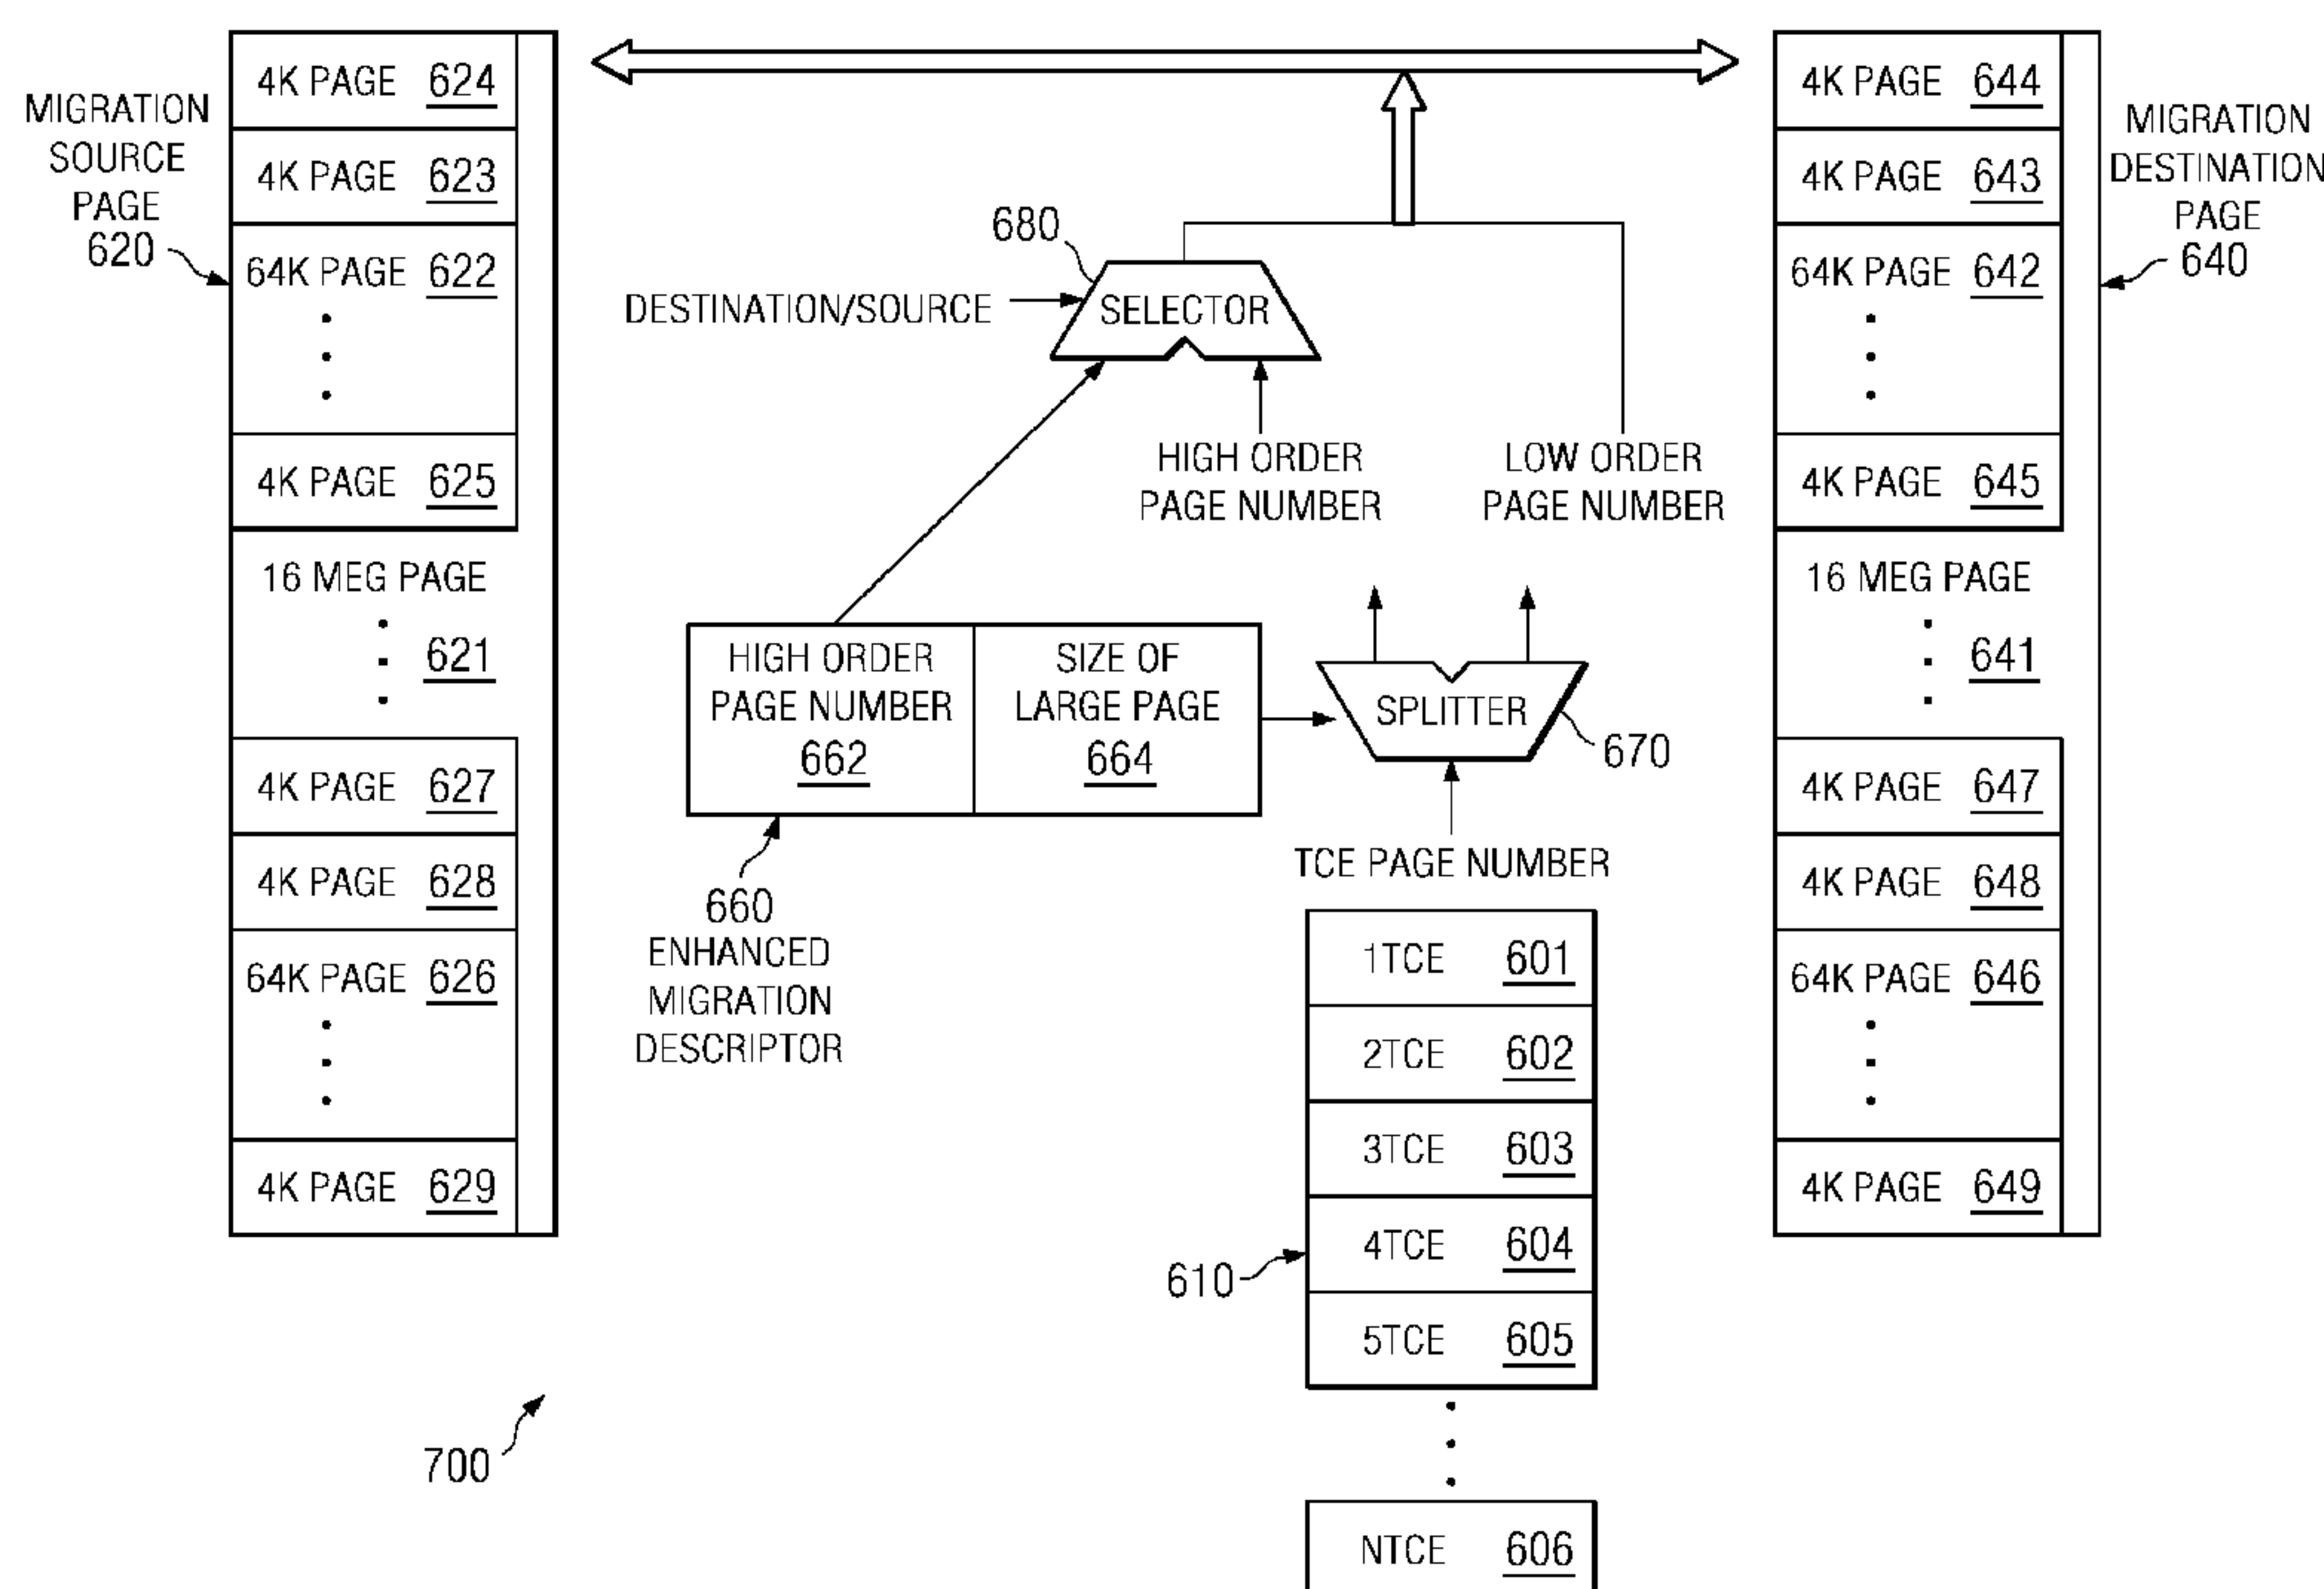 MIGRATION
SOURCE
PAGE
620
4K PAGE 624
4K PAGE 623
64K PAGE 622
4K PAGE 625
16 MEG PAGE
621
4K PAGE 627
4K PAGE 628
64K PAGE 626
4K PAGE 629
680
DESTINATION/SOURCE
SELECTOR
HIGH ORDER
PAGE NUMBER
LOW ORDER
PAGE NUMBER
HIGH ORDER
PAGE NUMBER
662
SIZE OF
LARGE PAGE
664
SPLITTER
670
660
ENHANCED
MIGRATION
DESCRIPTOR
TCE PAGE NUMBER
1TCE 601
2TCE 602
3TCE 603
4TCE 604
5TCE 605
NTCE 606
610
700
4K PAGE 644
4K PAGE 643
64K PAGE 642
4K PAGE 645
16 MEG PAGE
641
4K PAGE 647
4K PAGE 648
64K PAGE 646
4K PAGE 649
MIGRATION
DESTINATION
PAGE
640